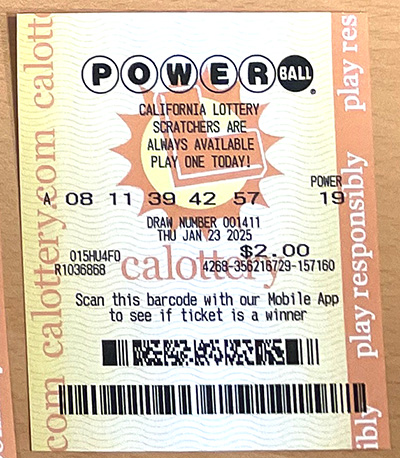 POWERBALL
CALIFORNIA LOTTERY
SCRATCHERS ARE
ALWAYS AVAILABLE
PLAY ONE TODAY!
POWER
A 08 11 39 42 57 19
DRAW NUMBER 001411
THU JAN 23 2025
015HU4F0 $2.00
R1036868 4268-356216729-157160
calottery
Scan this barcode with our Mobile App
to see if ticket is a winner
com calottery.com calotte
play res
play responsibly
ibly